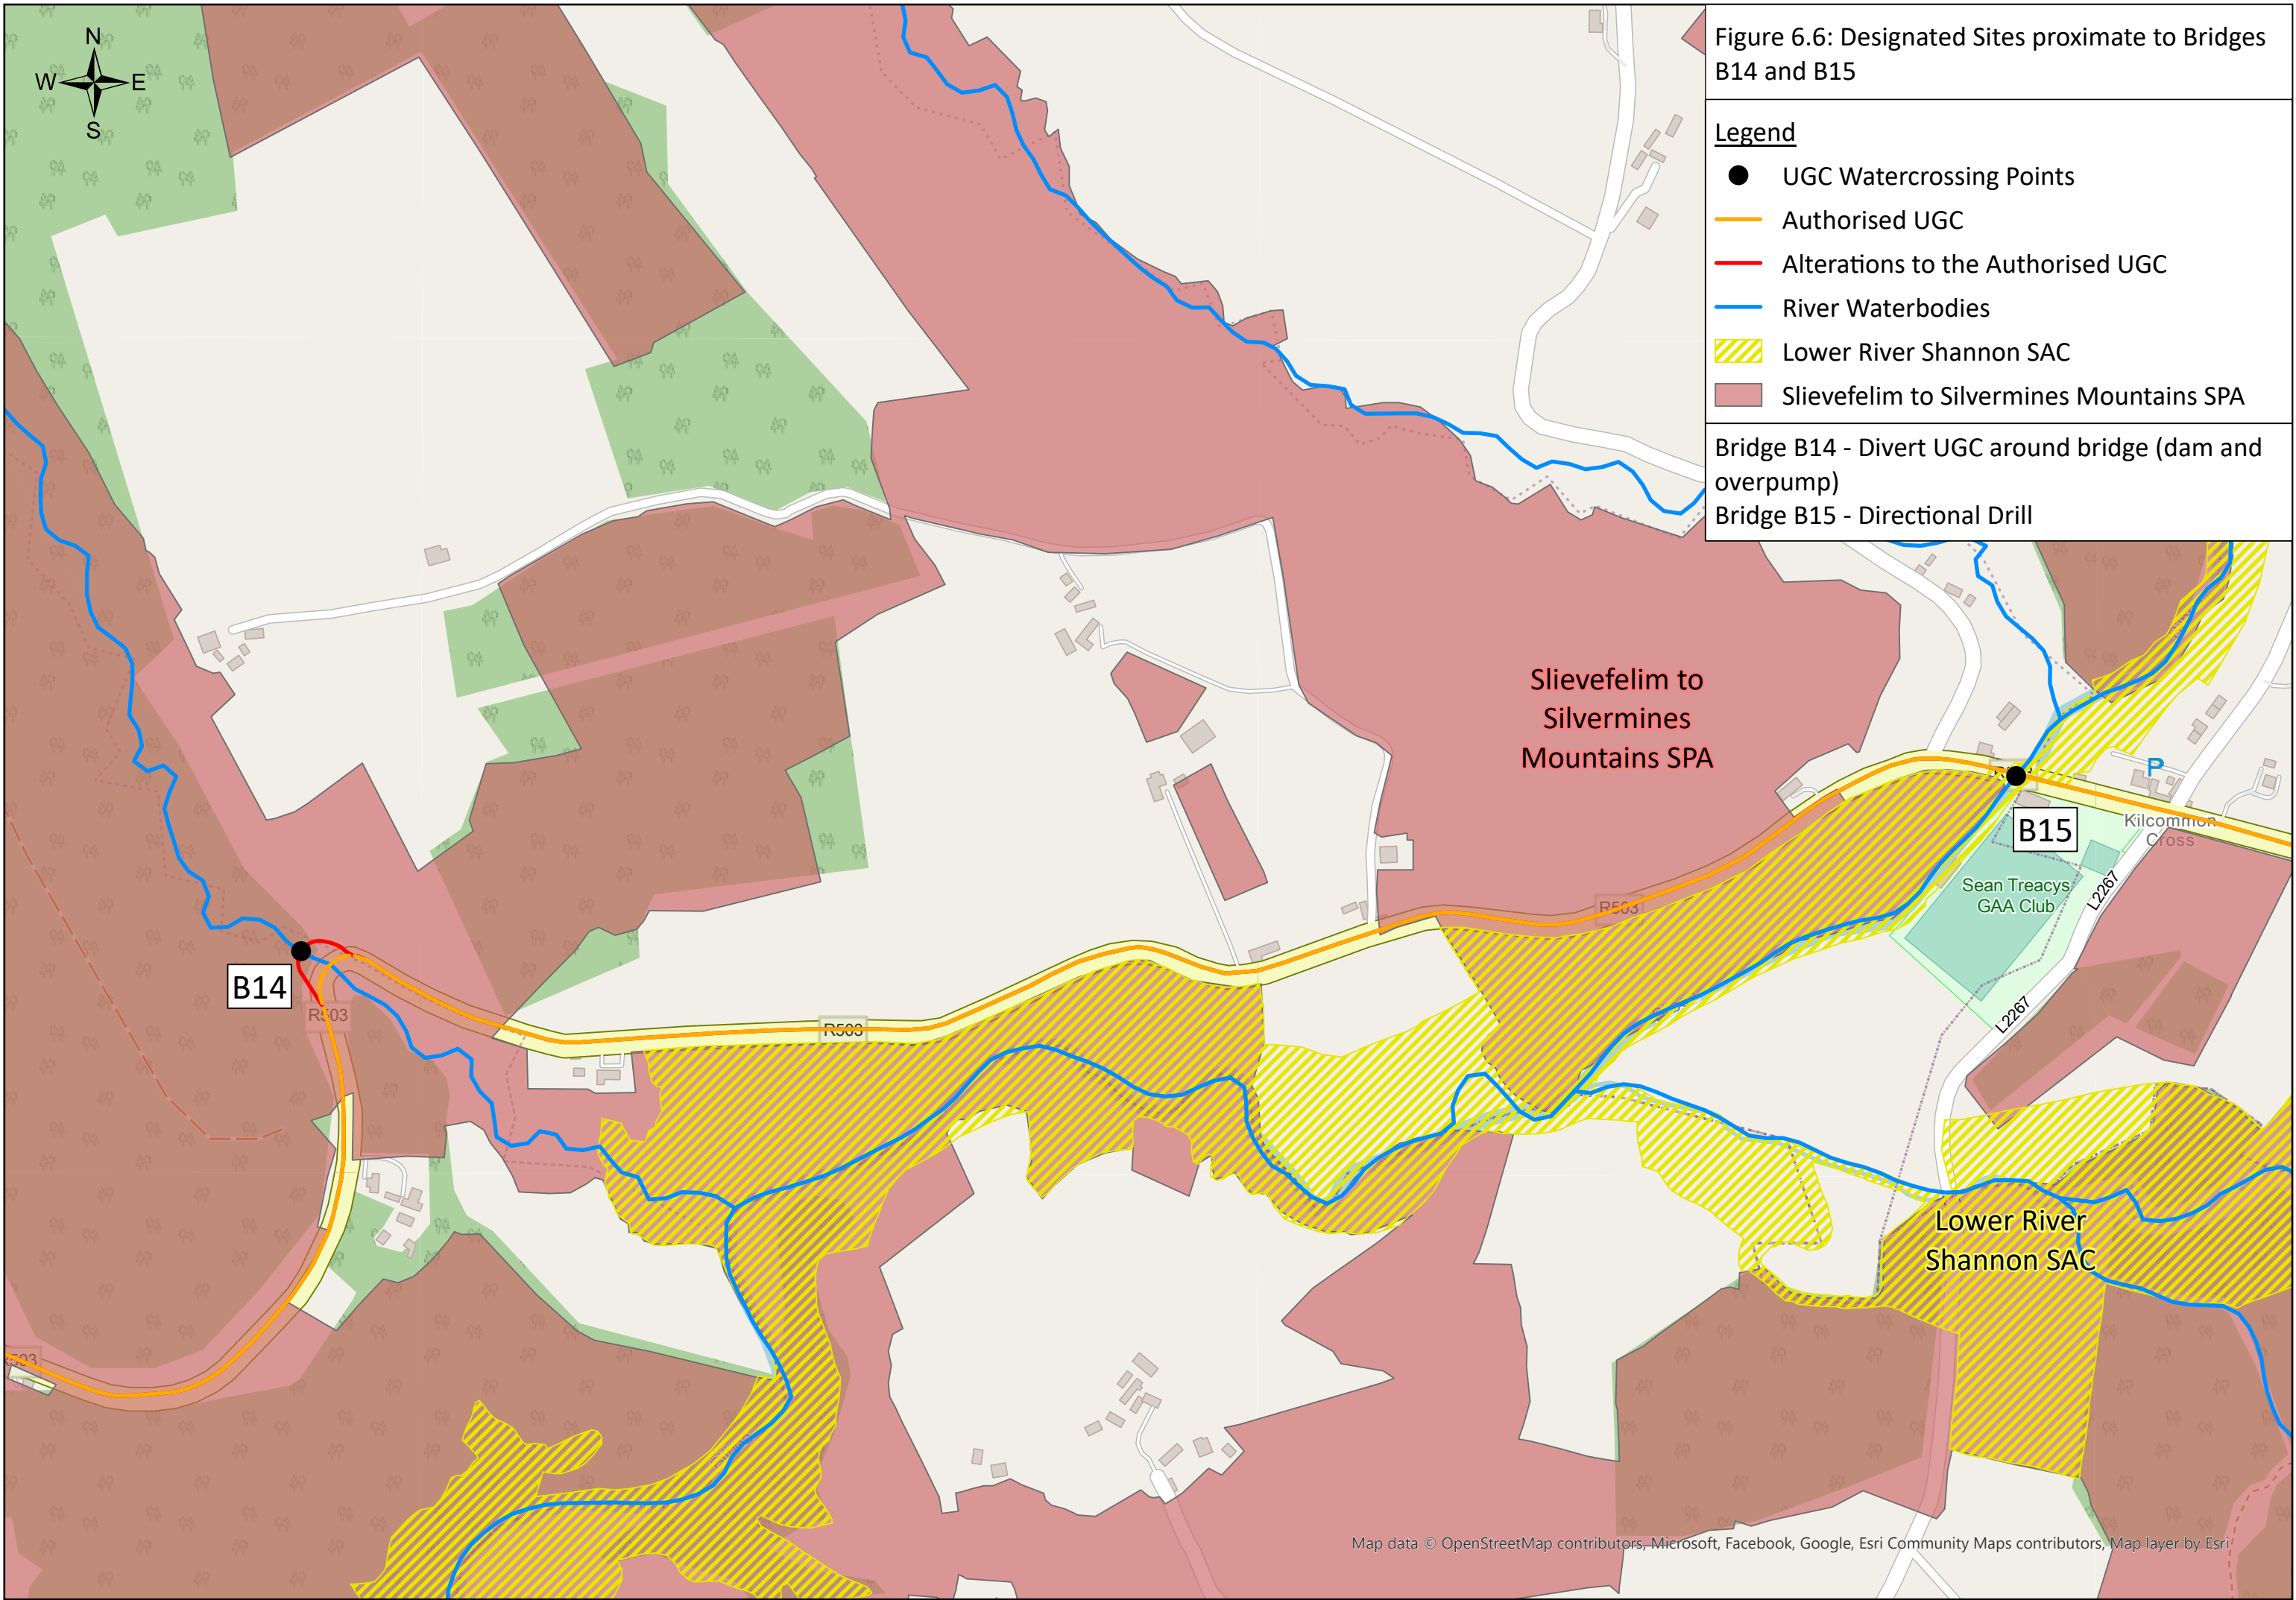 N
W E
S
Figure 6.6: Designated Sites proximate to Bridges
B14 and B15
Legend
UGC Watercrossing Points
Authorised UGC
Alterations to the Authorised UGC
River Waterbodies
Lower River Shannon SAC
Slievefelim to Silvermines Mountains SPA
Bridge B14 - Divert UGC around bridge (dam and
overpump)
Bridge B15 - Directional Drill
Slievefelim to
Silvermines
Mountains SPA
P
B15
Kilcommon
Cross
Sean Treacys
GAA Club
L2267
R503
L2267
B14
R503
R503
Lower River
Shannon SAC
R503
Map data © OpenStreetMap contributors, Microsoft, Facebook, Google, Esri Community Maps contributors, Map layer by Esri